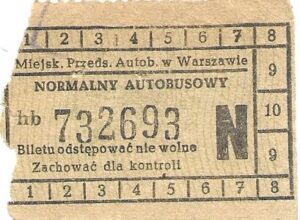 1 2 3 4 5 6 7 8
Miejsk. Przeds. Autob. w Warszawie
9
NORMALNY AUTOBUSOWY
hb 732693 N
10
Biletu odstępować nie wolno
9
Zachować dla kontroli
1 2 3 4 5 6 7 8